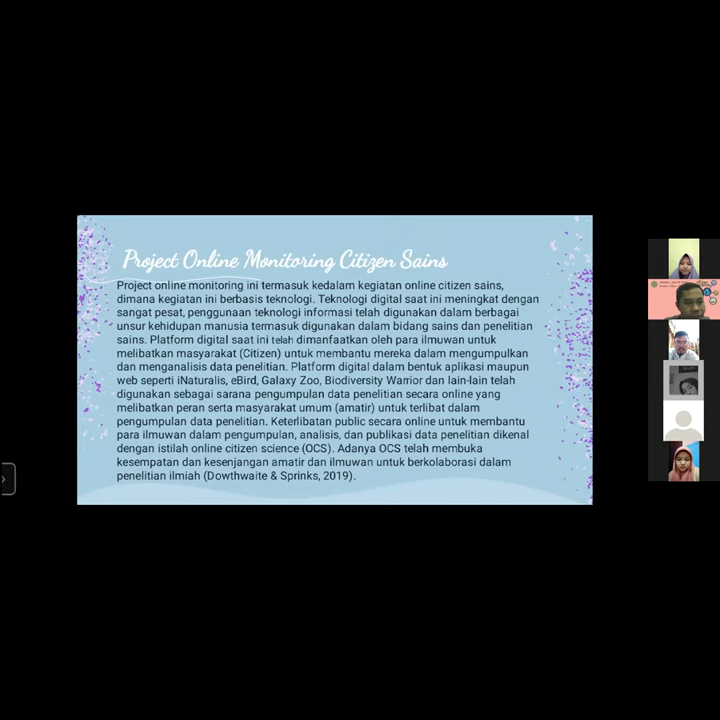 Project Online Monitoring Citizen Sains
Project online monitoring ini termasuk kedalam kegiatan online citizen sains,
dimana kegiatan ini berbasis teknologi. Teknologi digital saat ini meningkat dengan
sangat pesat, penggunaan teknologi informasi telah digunakan dalam berbagai
unsur kehidupan manusia termasuk digunakan dalam bidang sains dan penelitian
sains. Platform digital saat ini telah dimanfaatkan oleh para ilmuwan untuk
melibatkan masyarakat (Citizen) untuk membantu mereka dalam mengumpulkan
dan menganalisis data penelitian. Platform digital dalam bentuk aplikasi maupun
web seperti iNaturalis, eBird, Galaxy Zoo, Biodiversity Warrior dan lain-lain telah
digunakan sebagai sarana pengumpulan data penelitian secara online yang
melibatkan peran serta masyarakat umum (amatir) untuk terlibat dalam
pengumpulan data penelitian. Keterlibatan public secara online untuk membantu
para ilmuwan dalam pengumpulan, analisis, dan publikasi data penelitian dikenal
dengan istilah online citizen science (OCS). Adanya OCS telah membuka
kesempatan dan kesenjangan amatir dan ilmuwan untuk berkolaborasi dalam
penelitian ilmiah (Dowthwaite & Sprinks, 2019).